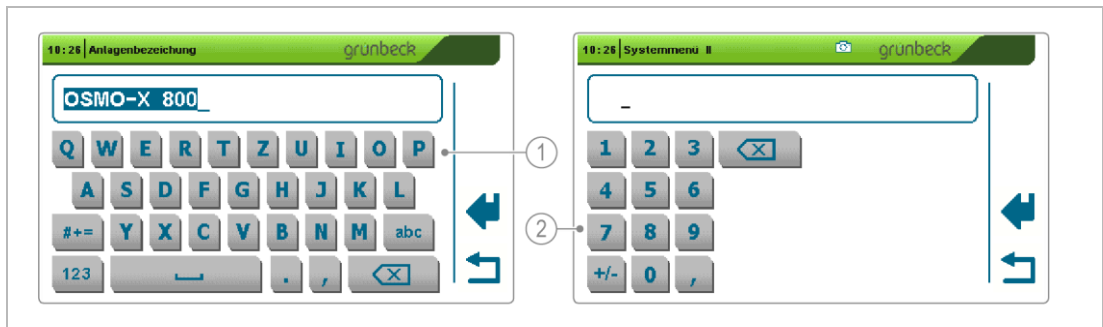 10:26 Anlagenbezeichung grünbeck
OSMO-X 800_
Q W E R T Z U I O P
A S D F G H J K L
#+= Y X C V B N M abc
123 . ,
1
10:26 Systemmenü II grünbeck
_
1 2 3
4 5 6
7 8 9
+/- 0 ,
2